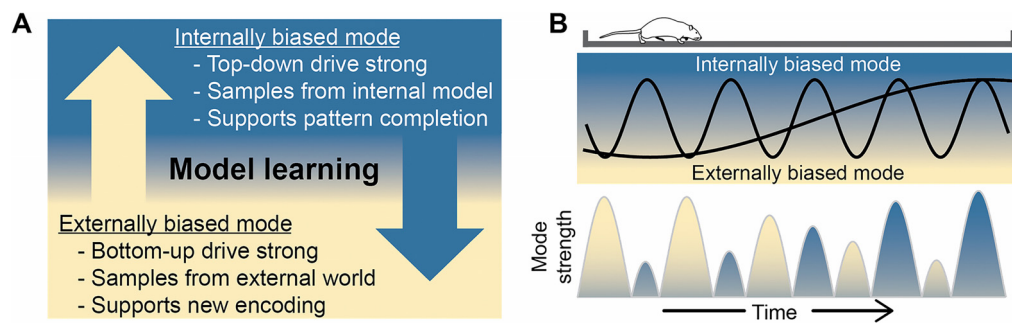 A
Internally biased mode
- Top-down drive strong
- Samples from internal model
- Supports pattern completion
Model learning
Externally biased mode
- Bottom-up drive strong
- Samples from external world
- Supports new encoding
B
Internally biased mode
Externally biased mode
Mode
strength
Time